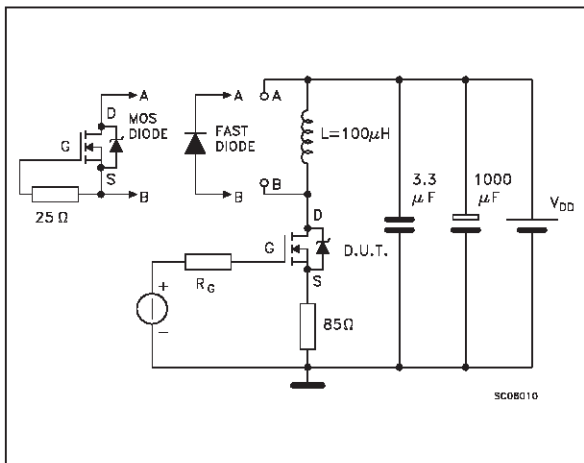 A
D
MOS
DIODE
G
S
B
25 Ω
A
FAST
DIODE
B
A
L=100μH
B
D
G
D.U.T.
S
RG
+
−
85Ω
3.3
μF
1000
μF
VDD
SC08010